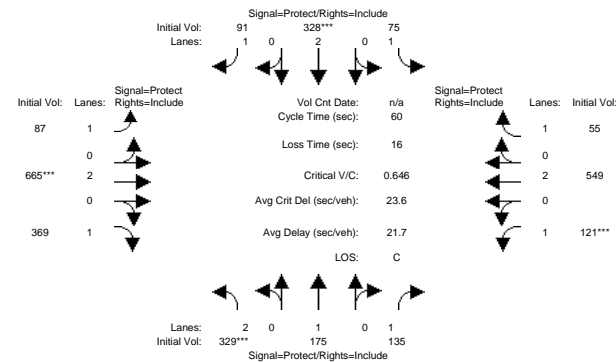 Signal=Protect/Rights=Include
Initial Vol: 91 328*** 75
Lanes: 1 0 2 0 1
Signal=Protect
Initial Vol: Lanes: Rights=Include
Vol Cnt Date: n/a
Signal=Protect
Rights=Include Lanes: Initial Vol:
Cycle Time (sec): 60
87 1
1 55
Loss Time (sec): 16
0
0
665*** 2
Critical V/C: 0.646
2 549
0
Avg Crit Del (sec/veh): 23.6
0
369 1
Avg Delay (sec/veh): 21.7
1 121***
LOS: C
Lanes: 2 0 1 0 1
Initial Vol: 329*** 175 135
Signal=Protect/Rights=Include